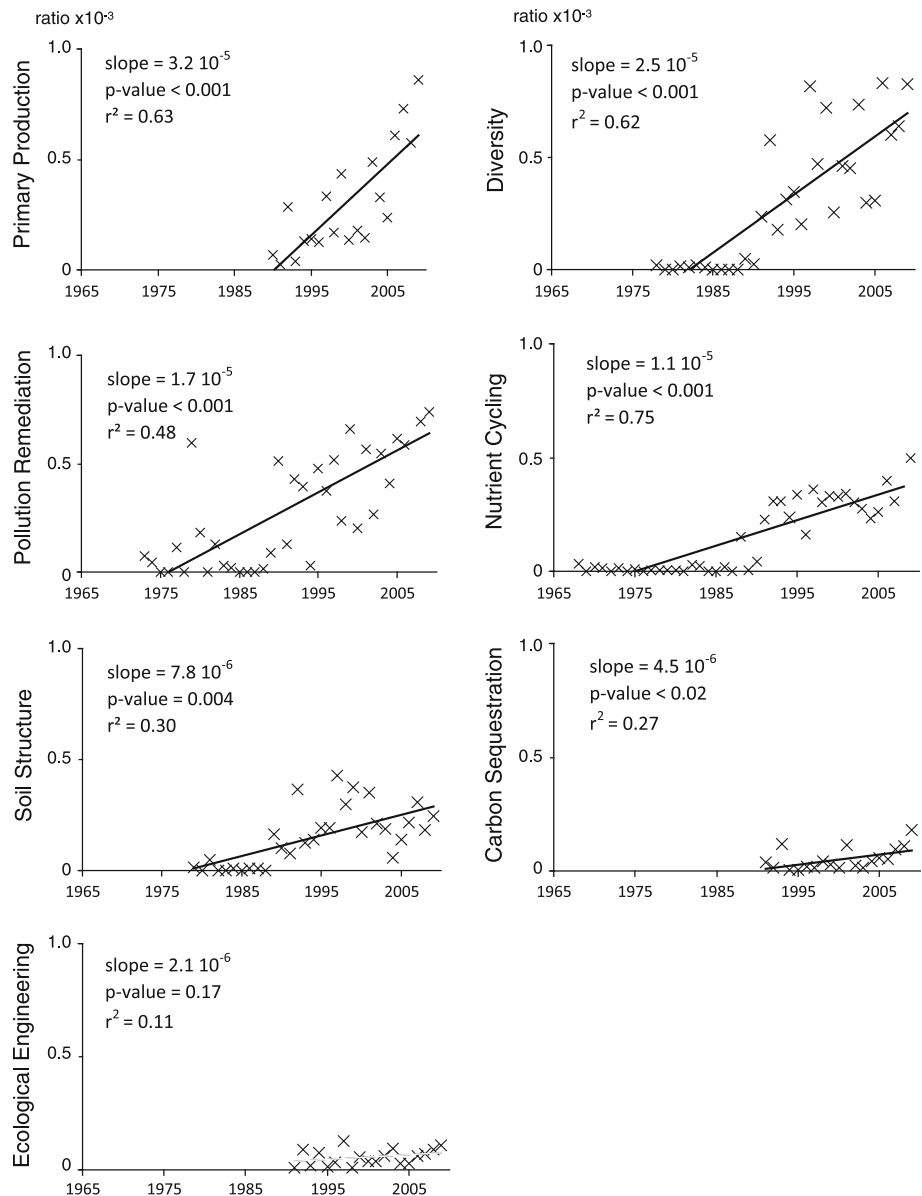 ratio x10⁻³
Primary Production
1.0
0.5
0
slope = 3.2 10⁻⁵
p-value < 0.001
r² = 0.63
1965 1975 1985 1995 2005
ratio x10⁻³
Diversity
1.0
0.5
0
slope = 2.5 10⁻⁵
p-value < 0.001
r² = 0.62
1965 1975 1985 1995 2005
Pollution Remediation
1.0
0.5
0
slope = 1.7 10⁻⁵
p-value < 0.001
r² = 0.48
1965 1975 1985 1995 2005
Nutrient Cycling
1.0
0.5
0
slope = 1.1 10⁻⁵
p-value < 0.001
r² = 0.75
1965 1975 1985 1995 2005
Soil Structure
1.0
0.5
0
slope = 7.8 10⁻⁶
p-value = 0.004
r² = 0.30
1965 1975 1985 1995 2005
Carbon Sequestration
1.0
0.5
0
slope = 4.5 10⁻⁶
p-value < 0.02
r² = 0.27
1965 1975 1985 1995 2005
Ecological Engineering
1.0
0.5
0
slope = 2.1 10⁻⁶
p-value = 0.17
r² = 0.11
1965 1975 1985 1995 2005